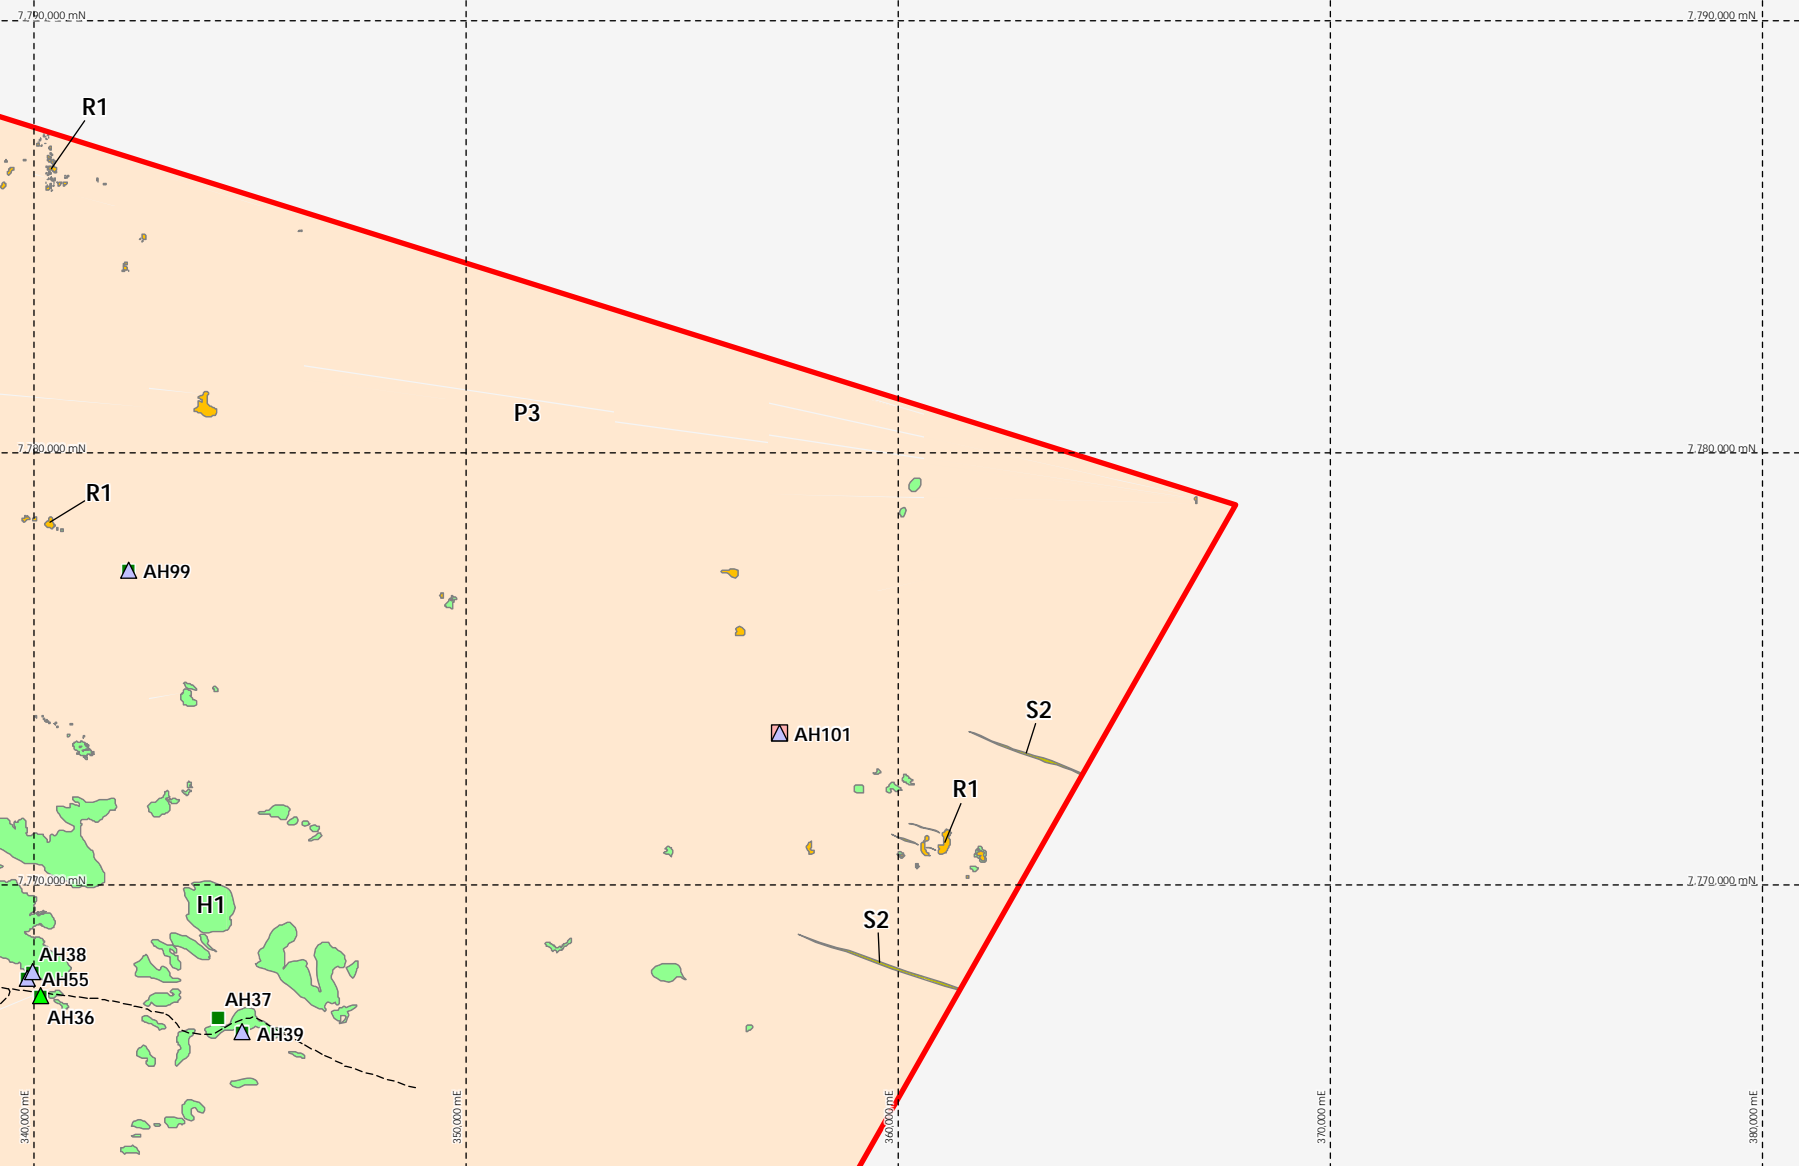 7,790,000 mN
7,790,000 mN
R1
P3
7,780,000 mN
7,780,000 mN
R1
AH99
S2
AH101
R1
7,770,000 mN
7,770,000 mN
H1
S2
AH38
AH55
AH37
AH36
AH39
340,000 mE
350,000 mE
360,000 mE
370,000 mE
380,000 mE